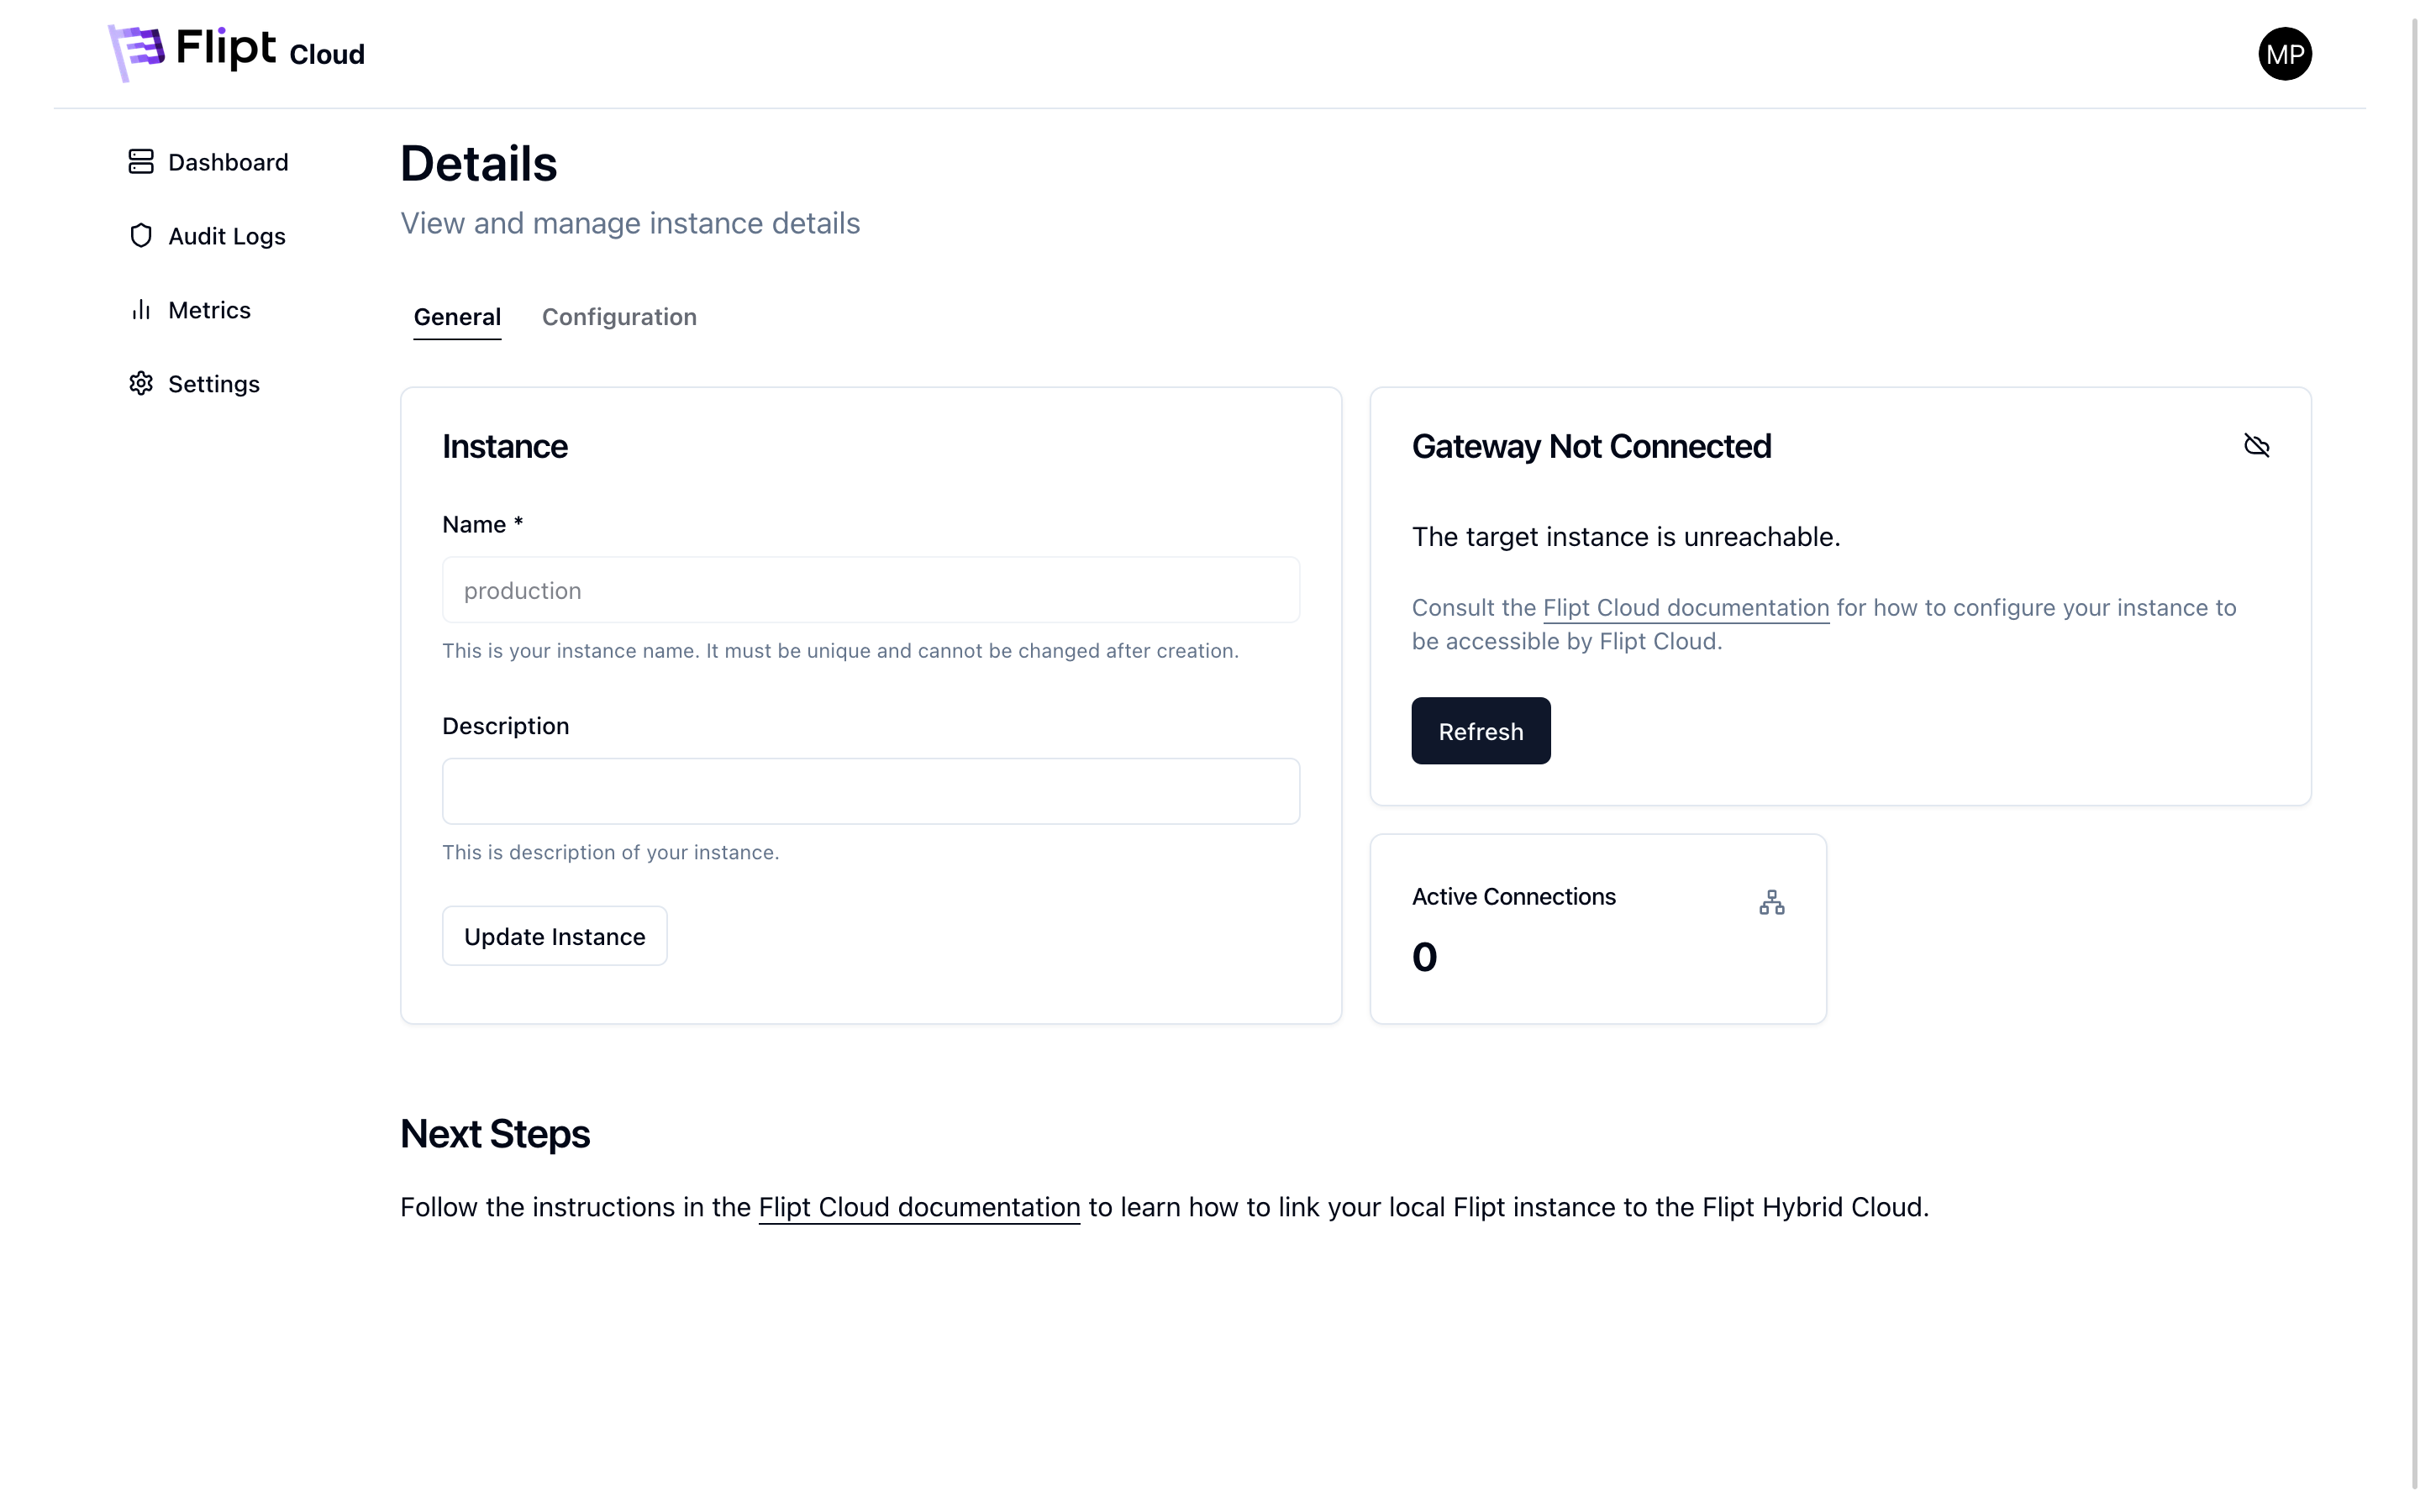 Flipt Cloud
MP
Dashboard
Audit Logs
Metrics
Settings
Details
View and manage instance details
General
Configuration
Instance
Name *
production
This is your instance name. It must be unique and cannot be changed after creation.
Description
This is description of your instance.
Update Instance
Gateway Not Connected
The target instance is unreachable.
Consult the Flipt Cloud documentation for how to configure your instance to
be accessible by Flipt Cloud.
Refresh
Active Connections
0
Next Steps
Follow the instructions in the Flipt Cloud documentation to learn how to link your local Flipt instance to the Flipt Hybrid Cloud.